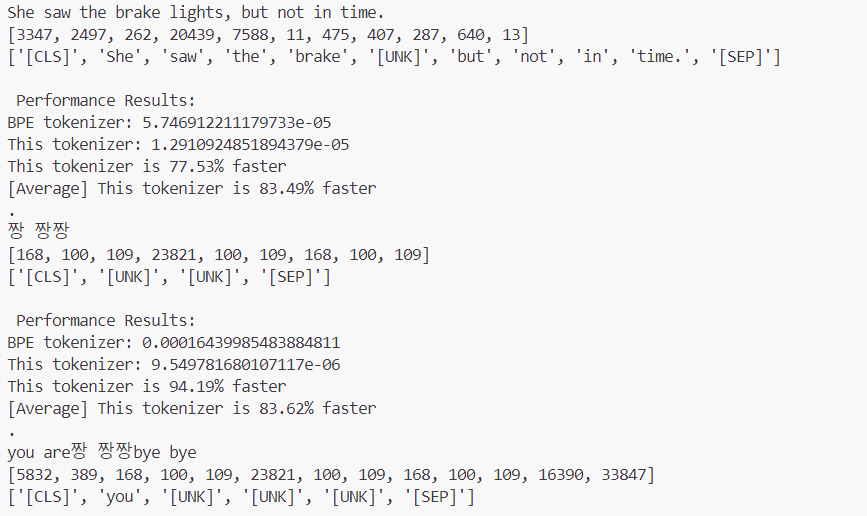 She saw the brake lights, but not in time.
[3347, 2497, 262, 20439, 7588, 11, 475, 407, 287, 640, 13]
['[CLS]', 'She', 'saw', 'the', 'brake', '[UNK]', 'but', 'not', 'in', 'time.', '[SEP]']
Performance Results:
BPE tokenizer: 5.746912211179733e-05
This tokenizer: 1.2910924851894379e-05
This tokenizer is 77.53% faster
[Average] This tokenizer is 83.49% faster
.
짱 짱짱
[168, 100, 109, 23821, 100, 109, 168, 100, 109]
['[CLS]', '[UNK]', '[UNK]', '[SEP]']
Performance Results:
BPE tokenizer: 0.00016439985483884811
This tokenizer: 9.549781680107117e-06
This tokenizer is 94.19% faster
[Average] This tokenizer is 83.62% faster
.
you are짱 짱짱bye bye
[5832, 389, 168, 100, 109, 23821, 100, 109, 168, 100, 109, 16390, 33847]
['[CLS]', 'you', '[UNK]', '[UNK]', '[UNK]', '[SEP]']